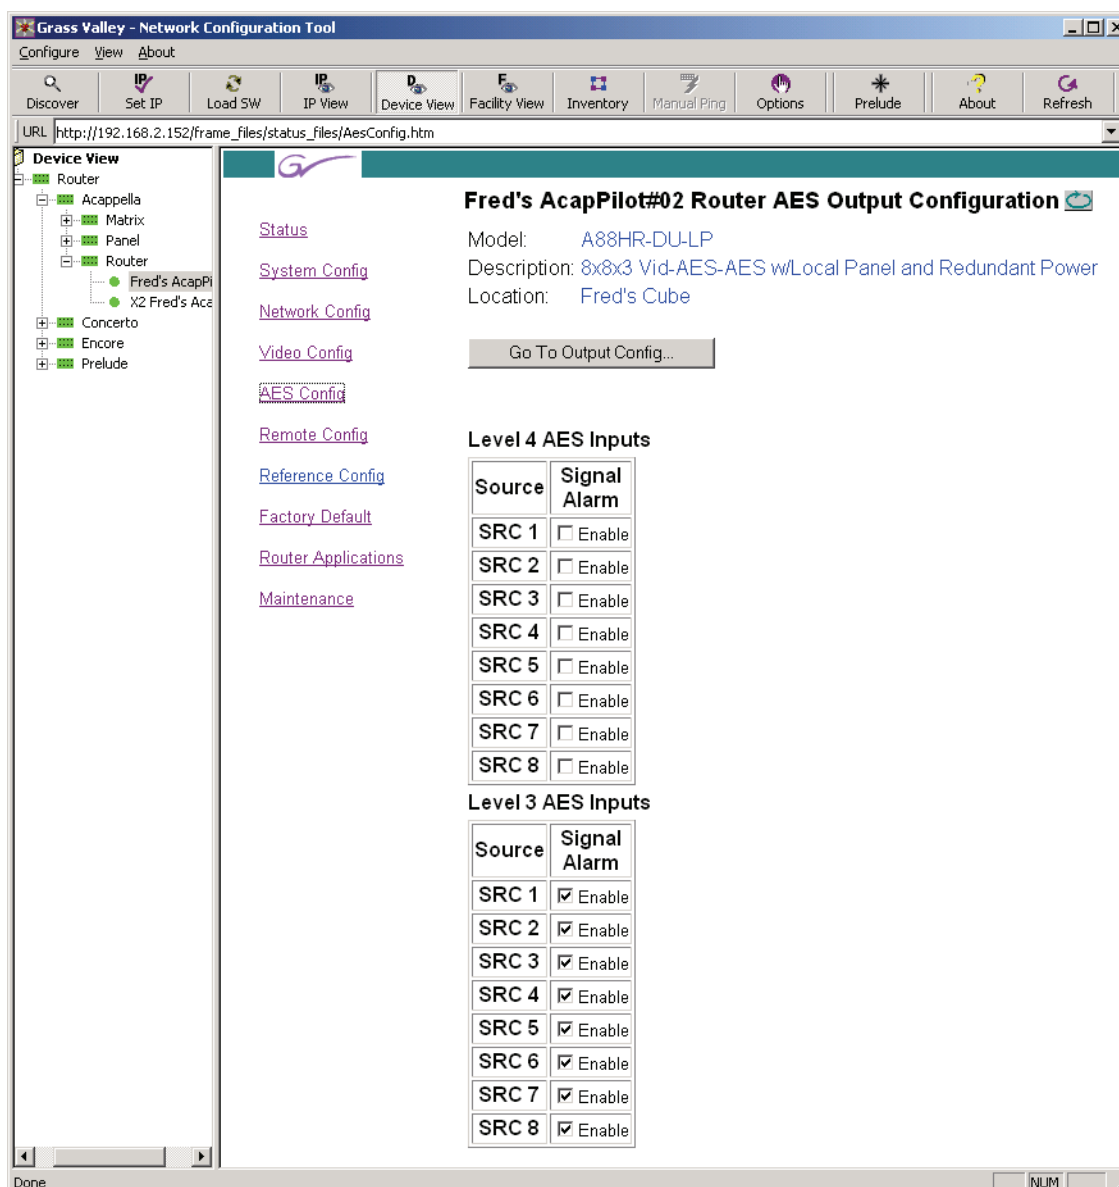 Grass Valley - Network Configuration Tool
Configure View About
Discover Set IP Load SW IP View Device View Facility View Inventory Manual Ping Options Prelude About Refresh
URL http://192.168.2.152/frame_files/status_files/AesConfig.htm
Device View
Router
Acappella
Matrix
Panel
Router
Fred's AcapPi
X2 Fred's Aca
Concerto
Encore
Prelude
Status
System Config
Network Config
Video Config
AES Config
Remote Config
Reference Config
Factory Default
Router Applications
Maintenance
Fred's AcapPilot#02 Router AES Output Configuration
Model: A88HR-DU-LP
Description: 8x8x3 Vid-AES-AES w/Local Panel and Redundant Power
Location: Fred's Cube
Go To Output Config...
Level 4 AES Inputs
Source Signal Alarm
SRC 1 Enable
SRC 2 Enable
SRC 3 Enable
SRC 4 Enable
SRC 5 Enable
SRC 6 Enable
SRC 7 Enable
SRC 8 Enable
Level 3 AES Inputs
Source Signal Alarm
SRC 1 Enable
SRC 2 Enable
SRC 3 Enable
SRC 4 Enable
SRC 5 Enable
SRC 6 Enable
SRC 7 Enable
SRC 8 Enable
Done NUM